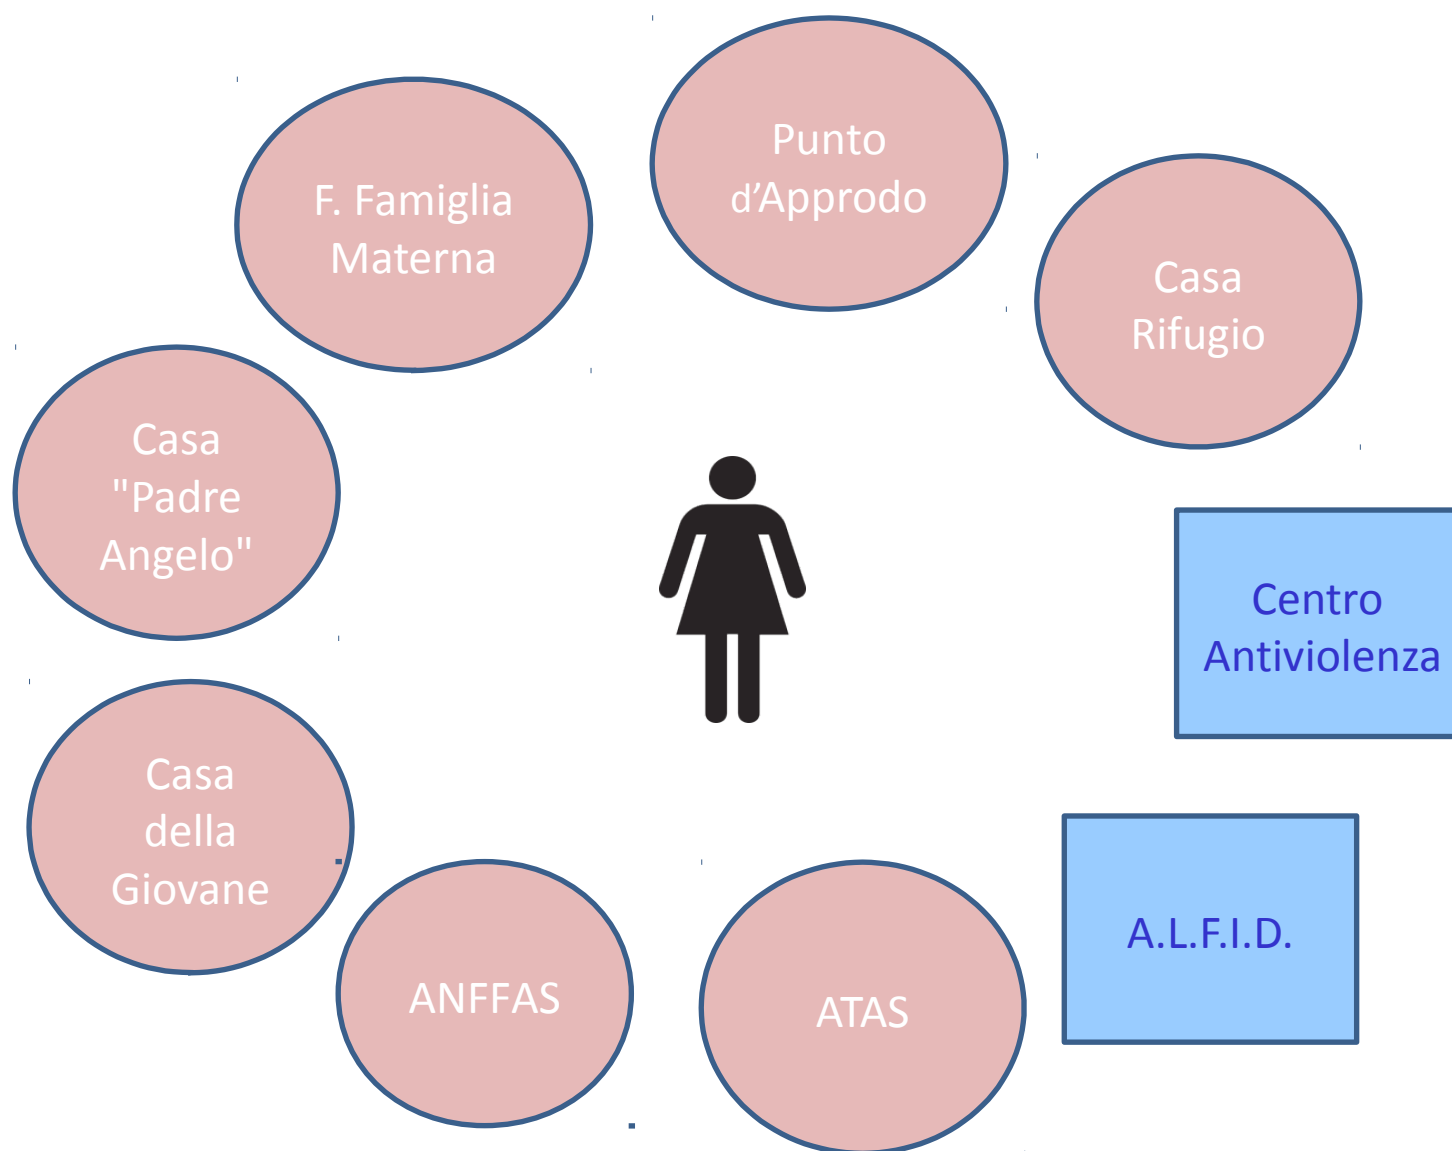 Punto
d’Approdo
F. Famiglia
Materna
Casa
Rifugio
Casa
"Padre
Angelo"
Centro
Antiviolenza
Casa
della
Giovane
A.L.F.I.D.
ANFFAS
ATAS